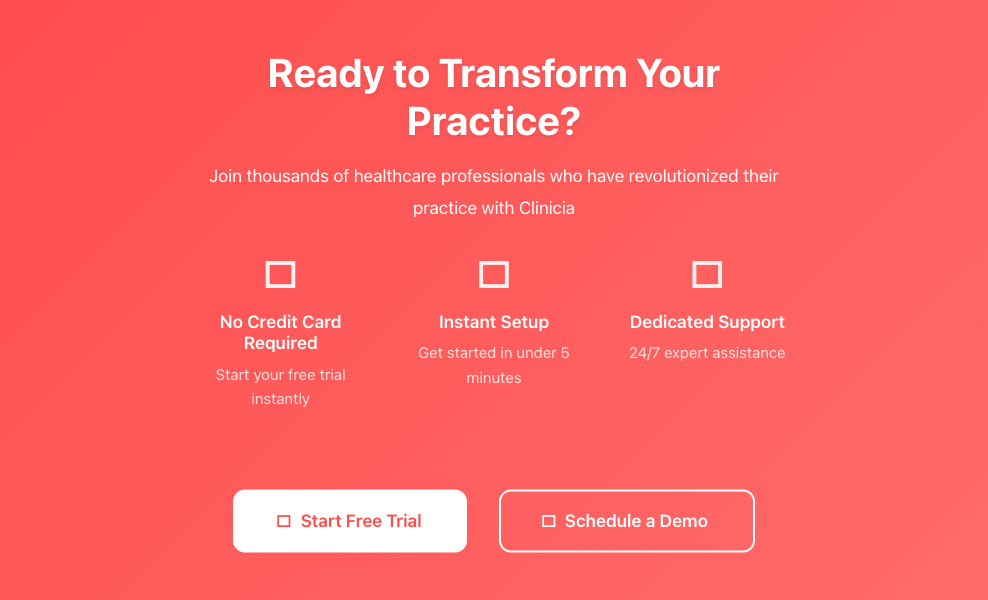 Ready to Transform Your
Practice?
Join thousands of healthcare professionals who have revolutionized their
practice with Clinicia
No Credit Card
Required
Start your free trial
instantly
Instant Setup
Get started in under 5
minutes
Dedicated Support
24/7 expert assistance
Start Free Trial
Schedule a Demo